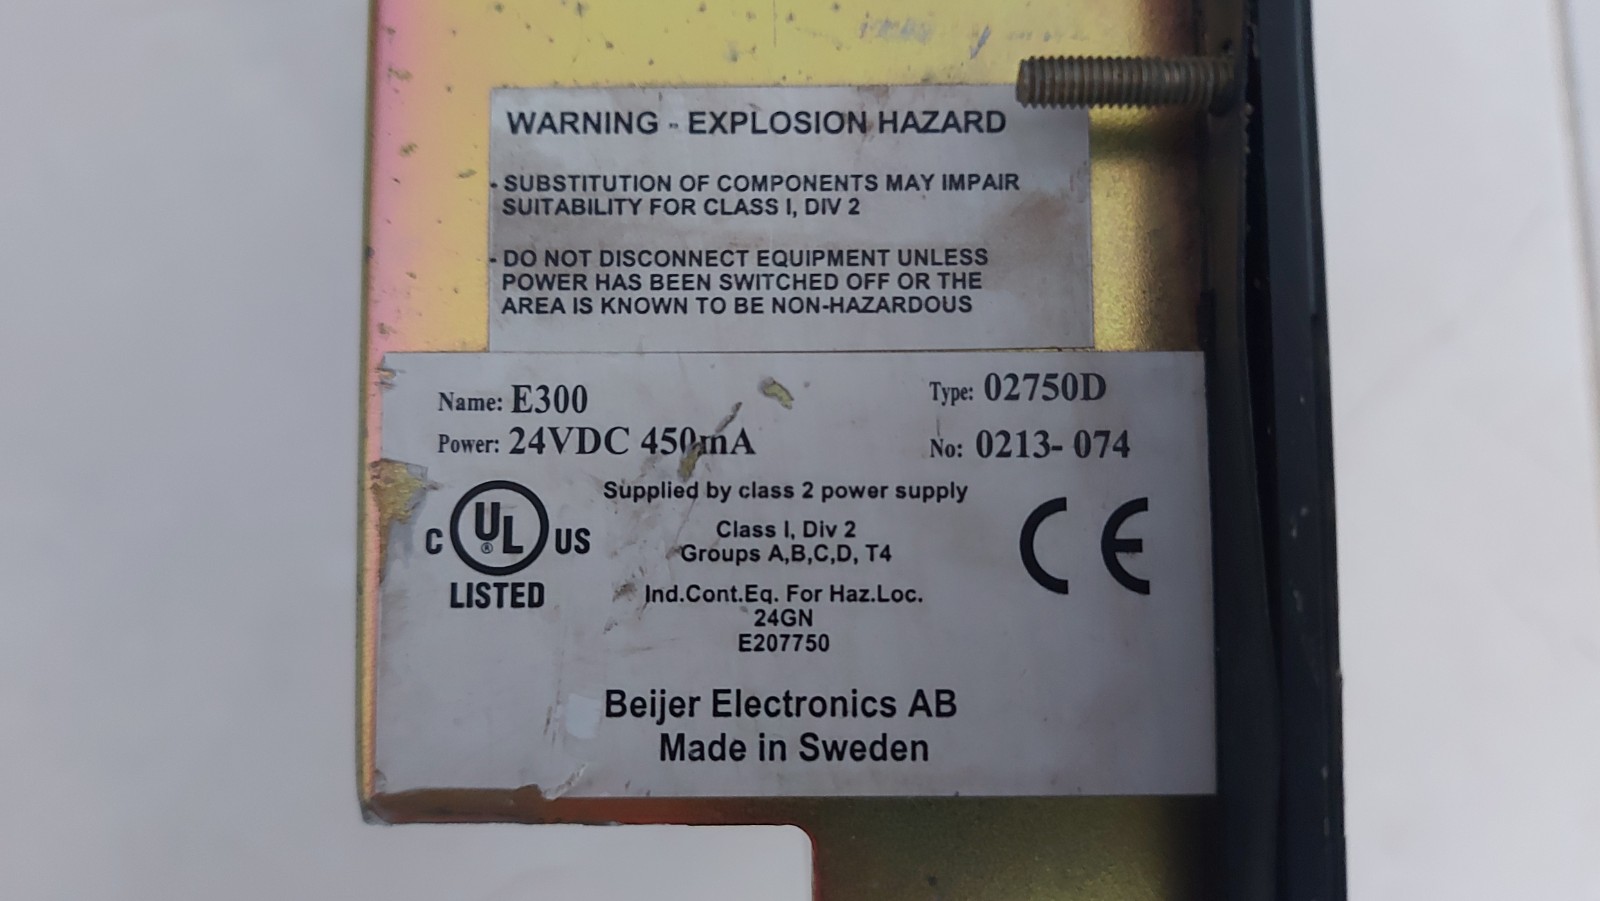 WARNING - EXPLOSION HAZARD
- SUBSTITUTION OF COMPONENTS MAY IMPAIR
SUITABILITY FOR CLASS I, DIV 2
- DO NOT DISCONNECT EQUIPMENT UNLESS
POWER HAS BEEN SWITCHED OFF OR THE
AREA IS KNOWN TO BE NON-HAZARDOUS
Name: E300
Type: 02750D
Power: 24VDC 450mA
No: 0213- 074
Supplied by class 2 power supply
Class I, Div 2
Groups A,B,C,D, T4
C UL ® US
LISTED
CE
Ind.Cont.Eq. For Haz.Loc.
24GN
E207750
Beijer Electronics AB
Made in Sweden